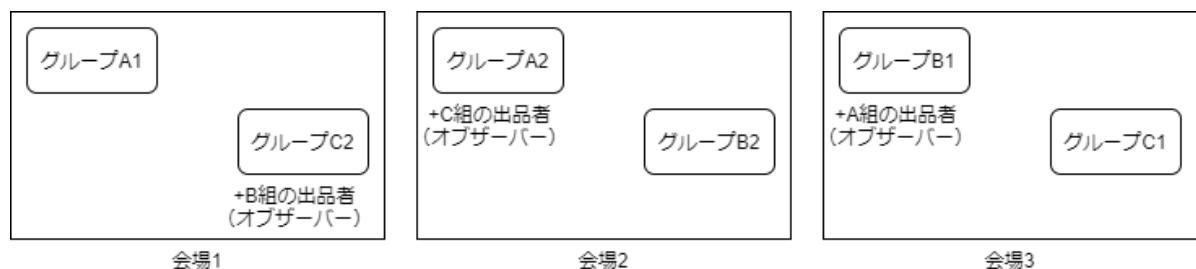 グループA1
グループC2
+B組の出品者
（オブザーバー）
会場1
グループA2
+C組の出品者
（オブザーバー）
グループB2
会場2
グループB1
+A組の出品者
（オブザーバー）
グループC1
会場3